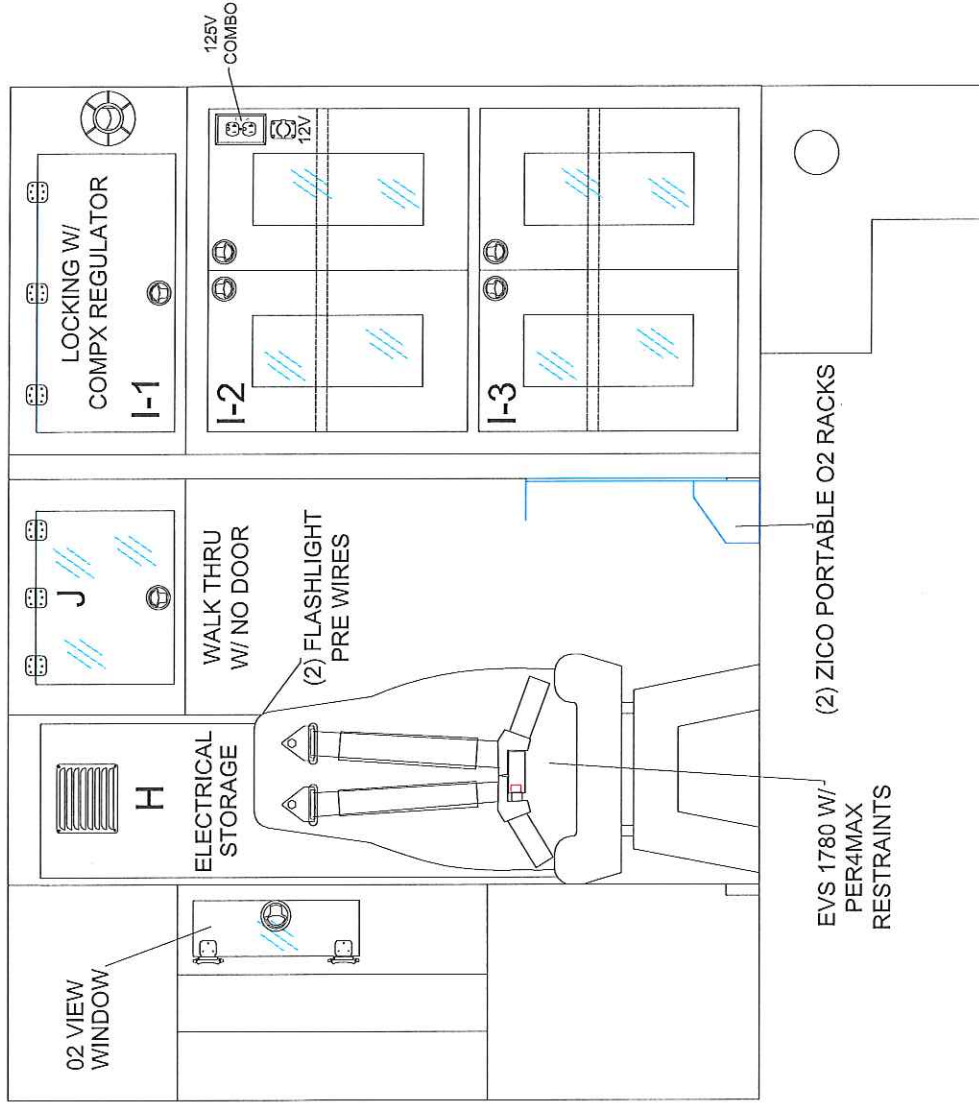 02 VIEW
WINDOW
H
ELECTRICAL
STORAGE
J
WALK THRU
W/ NO DOOR
(2) FLASHLIGHT
PRE WIRES
LOCKING W/
COMPX REGULATOR
I-1
I-2
125V
COMBO
12V
I-3
EVS 1780 W/
PER4MAX
RESTRAINTS
(2) ZICO PORTABLE O2 RACKS